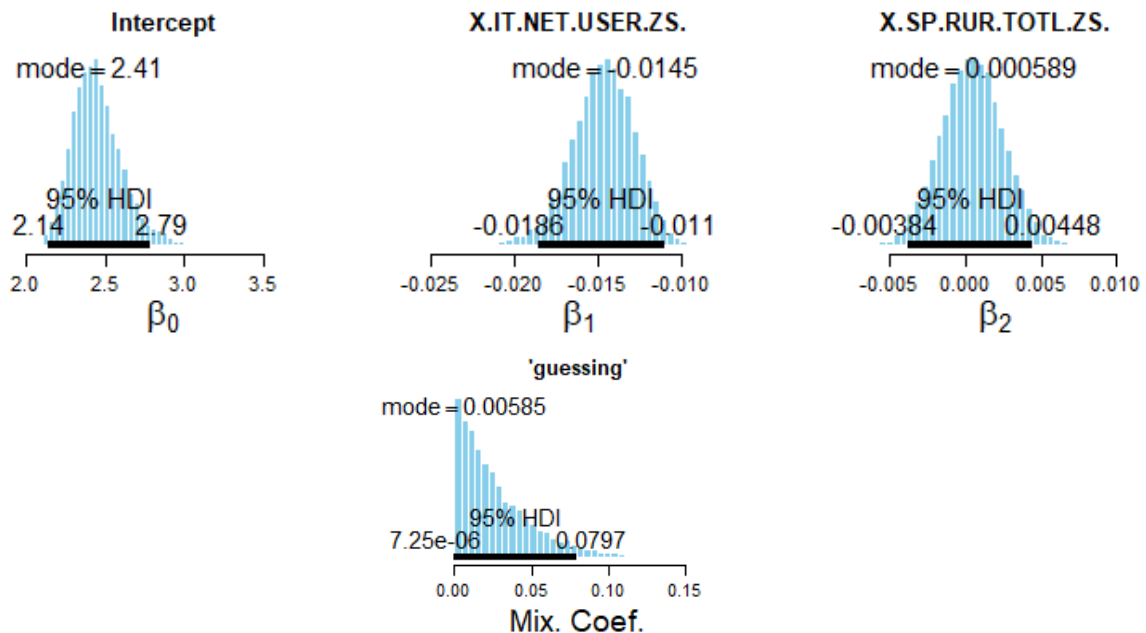 Intercept
mode = 2.41
95% HDI
2.14 2.79
2.0 2.5 3.0 3.5
β0
X.IT.NET.USER.ZS.
mode = -0.0145
95% HDI
-0.0186 -0.011
-0.025 -0.020 -0.015 -0.010
β1
X.SP.RUR.TOTL.ZS.
mode = 0.000589
95% HDI
-0.00384 0.00448
-0.005 0.000 0.005 0.010
β2
'guessing'
mode = 0.00585
95% HDI
7.25e-06 0.0797
0.00 0.05 0.10 0.15
Mix. Coef.